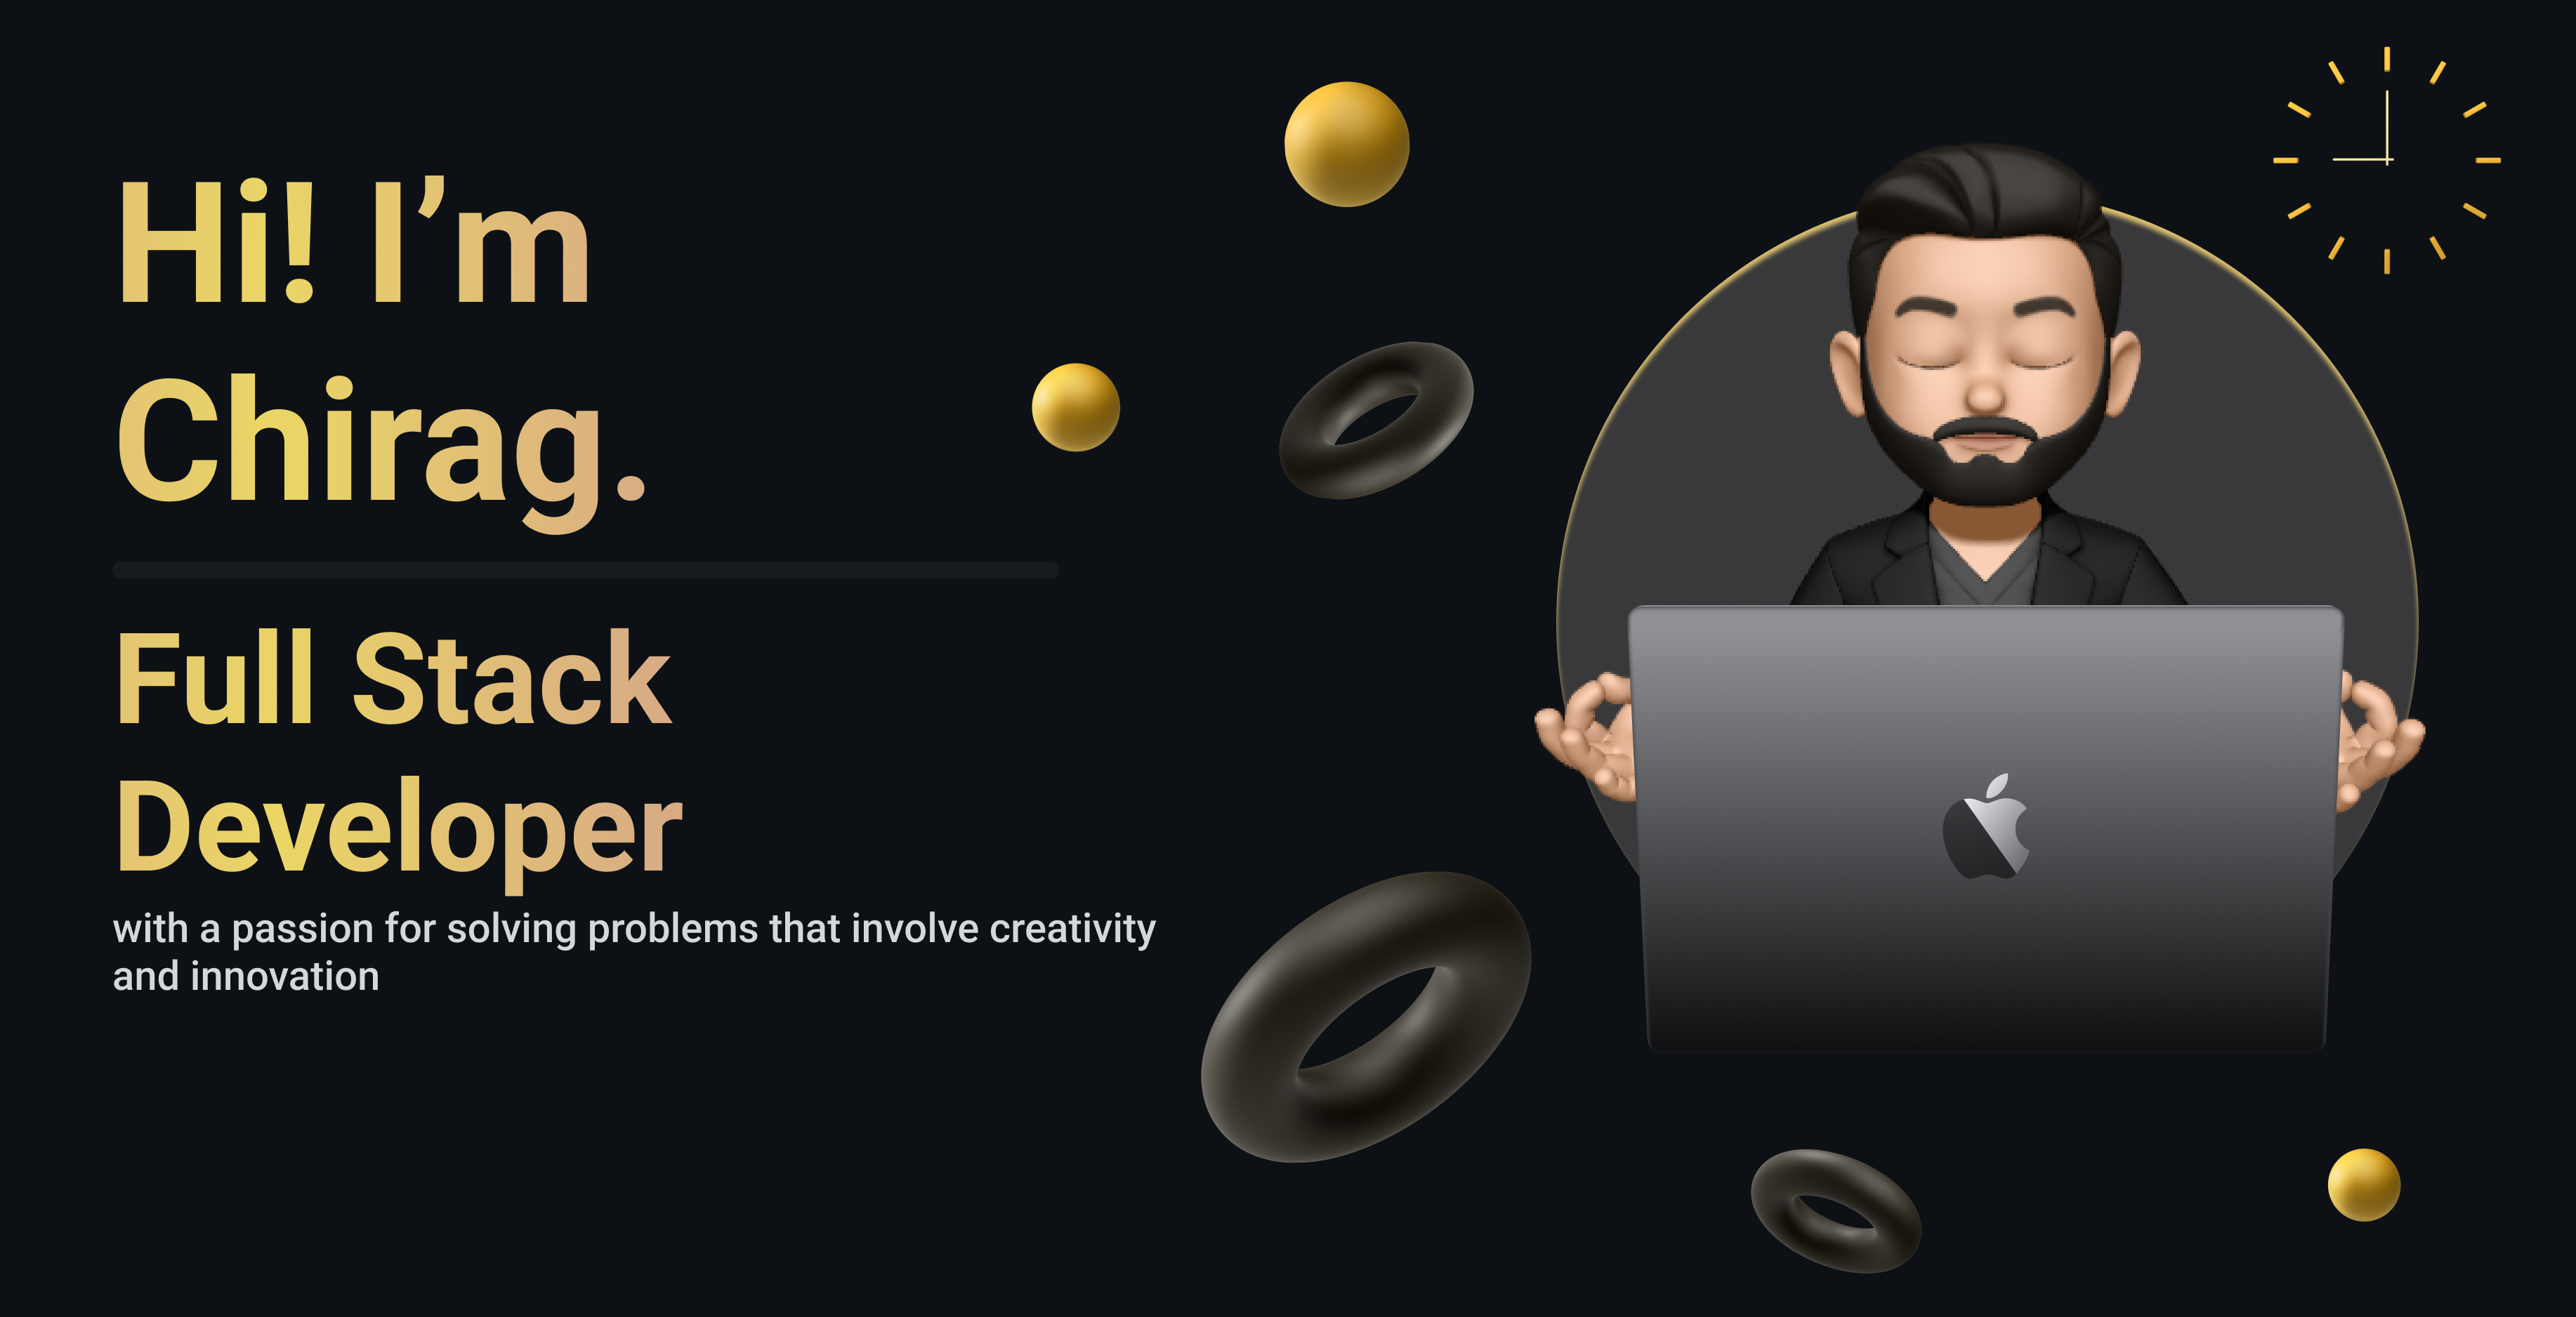 Hi! I’m
Chirag.
Full Stack
Developer
with a passion for solving problems that involve creativity
and innovation